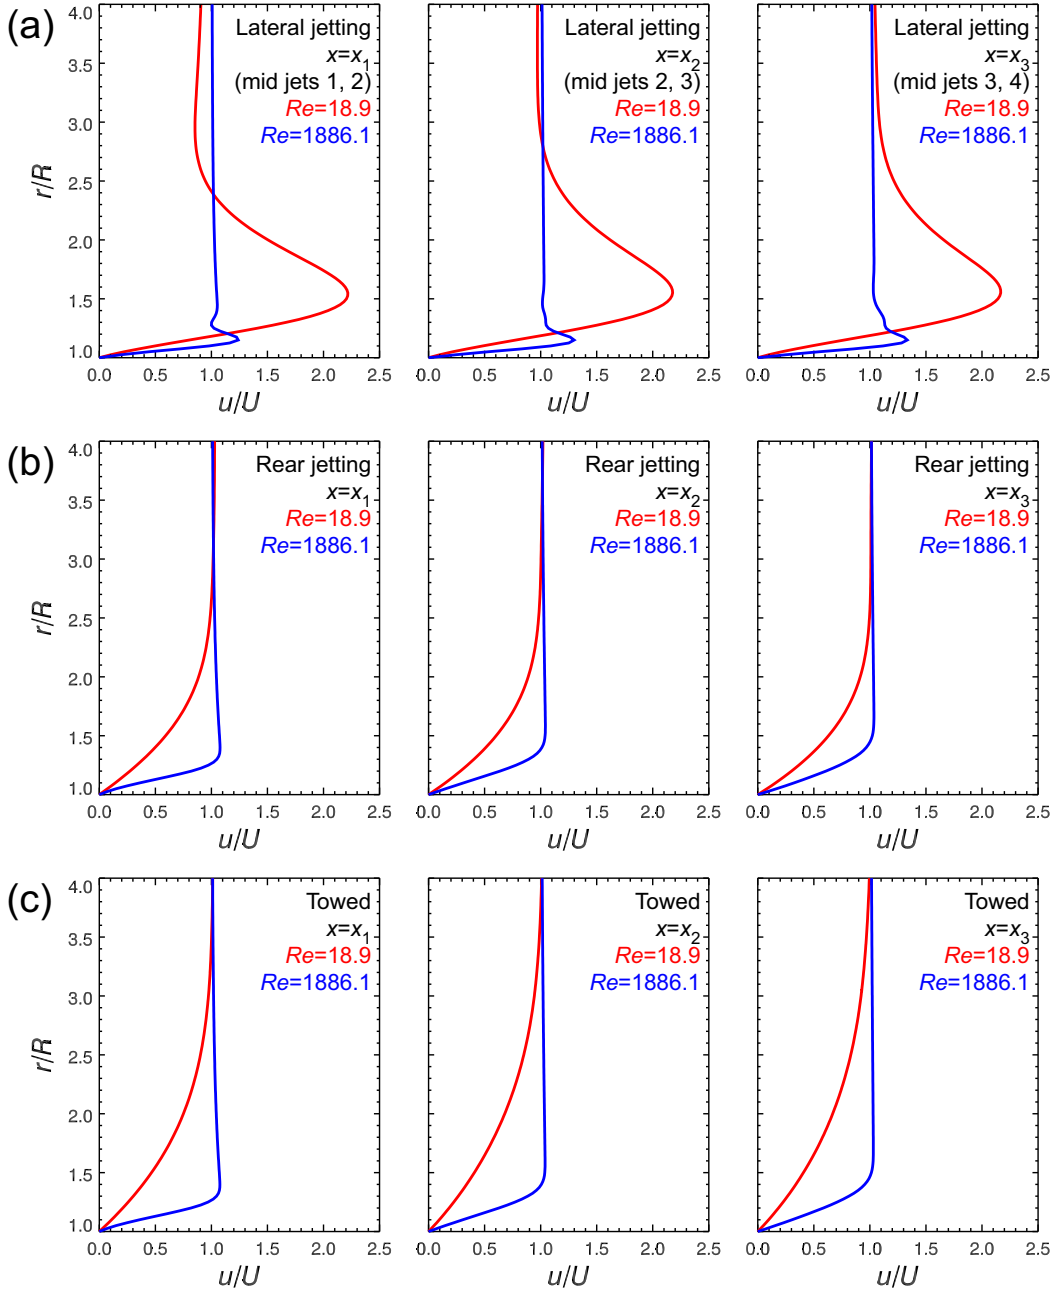 (a)
Lateral jetting
x=x1
(mid jets 1, 2)
Re=18.9
Re=1886.1
4.0
3.5
3.0
2.5
2.0
1.5
1.0
r/R
0.0 0.5 1.0 1.5 2.0 2.5
u/U
Lateral jetting
x=x2
(mid jets 2, 3)
Re=18.9
Re=1886.1
0.0 0.5 1.0 1.5 2.0 2.5
u/U
Lateral jetting
x=x3
(mid jets 3, 4)
Re=18.9
Re=1886.1
0.0 0.5 1.0 1.5 2.0 2.5
u/U
(b)
Rear jetting
x=x1
Re=18.9
Re=1886.1
4.0
3.5
3.0
2.5
2.0
1.5
1.0
r/R
0.0 0.5 1.0 1.5 2.0 2.5
u/U
Rear jetting
x=x2
Re=18.9
Re=1886.1
0.0 0.5 1.0 1.5 2.0 2.5
u/U
Rear jetting
x=x3
Re=18.9
Re=1886.1
0.0 0.5 1.0 1.5 2.0 2.5
u/U
(c)
Towed
x=x1
Re=18.9
Re=1886.1
4.0
3.5
3.0
2.5
2.0
1.5
1.0
r/R
0.0 0.5 1.0 1.5 2.0 2.5
u/U
Towed
x=x2
Re=18.9
Re=1886.1
0.0 0.5 1.0 1.5 2.0 2.5
u/U
Towed
x=x3
Re=18.9
Re=1886.1
0.0 0.5 1.0 1.5 2.0 2.5
u/U